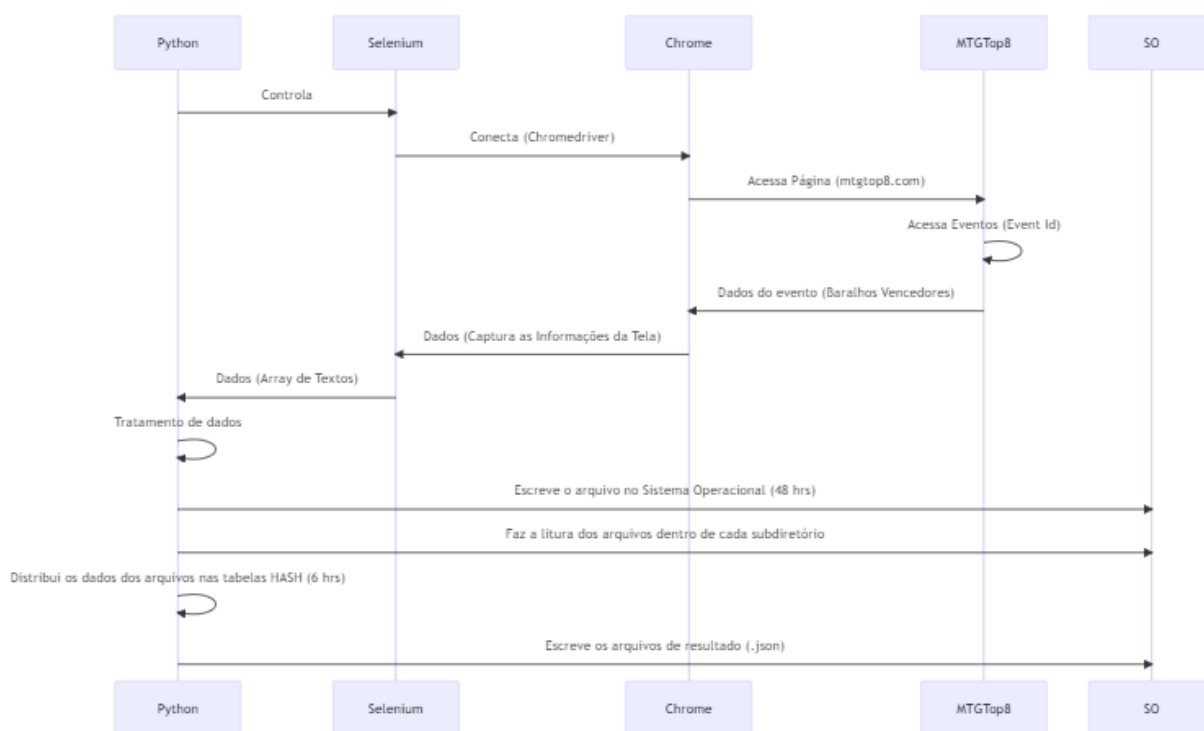 Python
Selenium
Chrome
MTGTop8
SO
Controla
Conecta (Chromedriver)
Acessa Página (mtgtop8.com)
Acessa Eventos (Event Id)
Dados do evento (Baralhos Vencedores)
Dados (Captura as Informações da Tela)
Dados (Array de Textos)
Tratamento de dados
Escreve o arquivo no Sistema Operacional (48 hrs)
Faz a litura dos arquivos dentro de cada subdiretório
Distribui os dados dos arquivos nas tabelas HASH (6 hrs)
Escreve os arquivos de resultado (.json)
Python
Selenium
Chrome
MTGTop8
SO